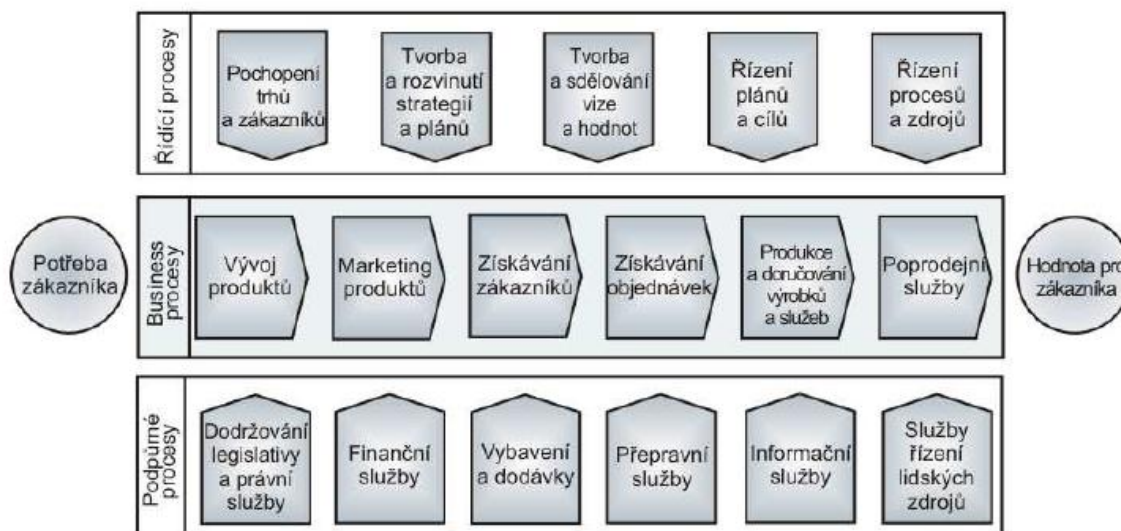 Řídící procesy
Pochopení
trhů
a zákazníků
Tvorba
a rozvinutí
strategií
a plánů
Tvorba
a sdělování
vize
a hodnot
Řízení
plánů
a cílů
Řízení
procesů
a zdrojů
Potřeba
zákazníka
Business
procesy
Vývoj
produktů
Marketing
produktů
Získávání
zákazníků
Získávání
objednávek
Produkce
a doručování
výrobků
a služeb
Poprodejní
služby
Hodnota pro
zákazníka
Podpůrné
procesy
Dodržování
legislativy
a právní
služby
Finanční
služby
Vybavení
a dodávky
Přepravní
služby
Informační
služby
Služby
řízení
lidských
zdrojů